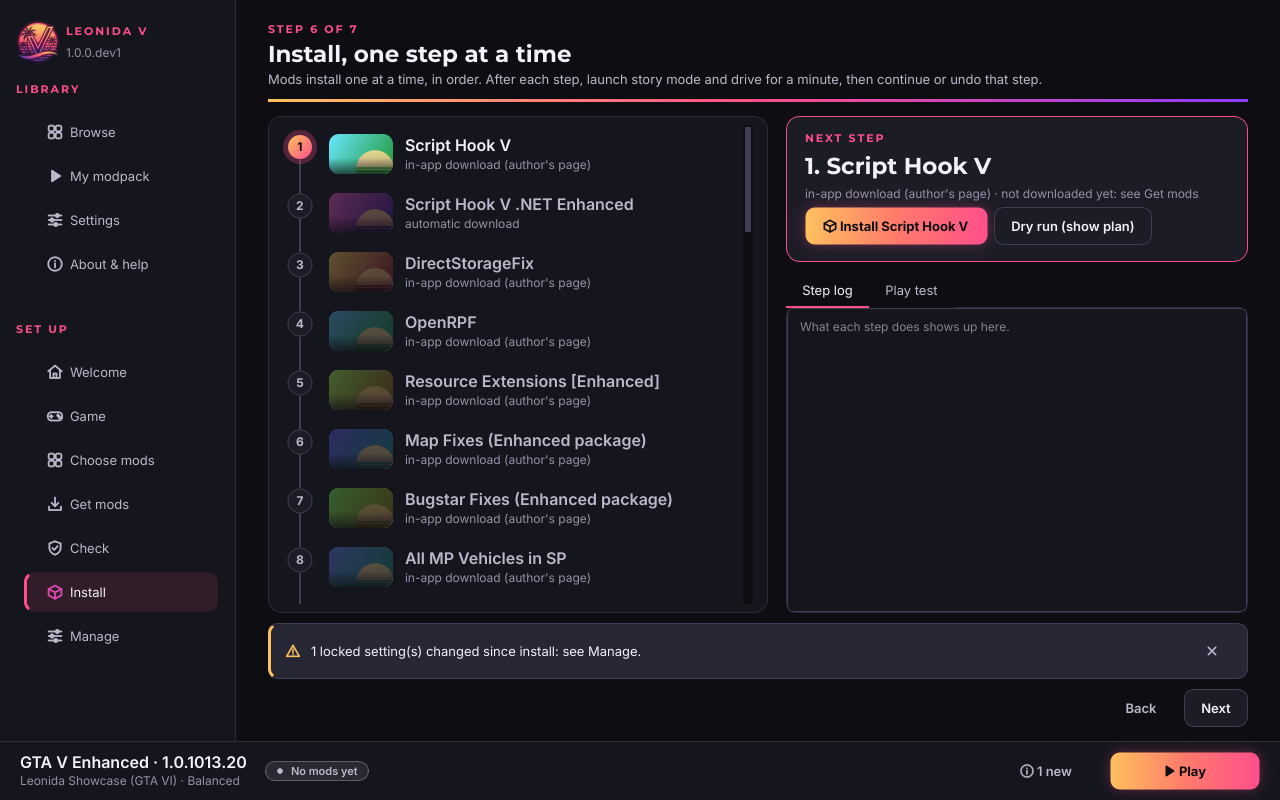 LEONIDA V
1.0.0.dev1
LIBRARY
Browse
My modpack
Settings
About & help
SET UP
Welcome
Game
Choose mods
Get mods
Check
Install
Manage
STEP 6 OF 7
Install, one step at a time
Mods install one at a time, in order. After each step, launch story mode and drive for a minute, then continue or undo that step.
1
Script Hook V
in-app download (author's page)
2
Script Hook V .NET Enhanced
automatic download
3
DirectStorageFix
in-app download (author's page)
4
OpenRPF
in-app download (author's page)
5
Resource Extensions [Enhanced]
in-app download (author's page)
6
Map Fixes (Enhanced package)
in-app download (author's page)
7
Bugstar Fixes (Enhanced package)
in-app download (author's page)
8
All MP Vehicles in SP
in-app download (author's page)
NEXT STEP
1. Script Hook V
in-app download (author's page) · not downloaded yet: see Get mods
Install Script Hook V
Dry run (show plan)
Step log
Play test
What each step does shows up here.
1 locked setting(s) changed since install: see Manage.
Back
Next
GTA V Enhanced · 1.0.1013.20
Leonida Showcase (GTA VI) · Balanced
No mods yet
1 new
Play